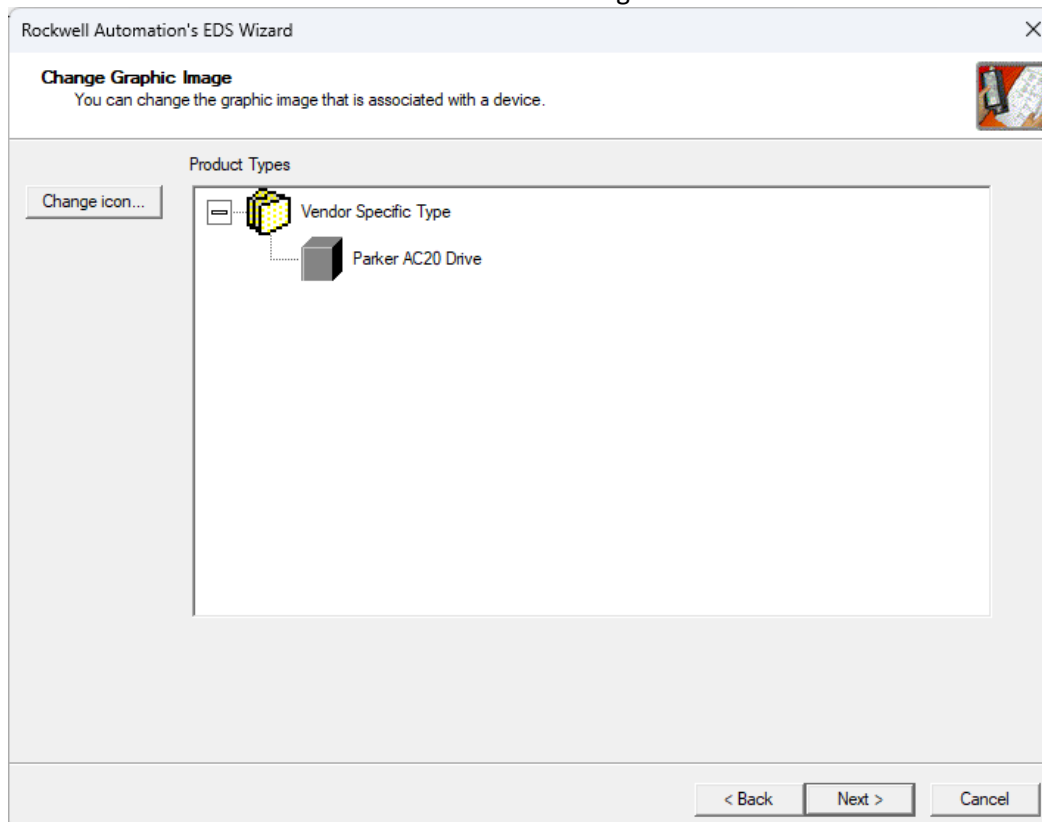 Rockwell Automation's EDS Wizard
Change Graphic Image
You can change the graphic image that is associated with a device.
Product Types
Change icon...
Vendor Specific Type
Parker AC20 Drive
< Back
Next >
Cancel